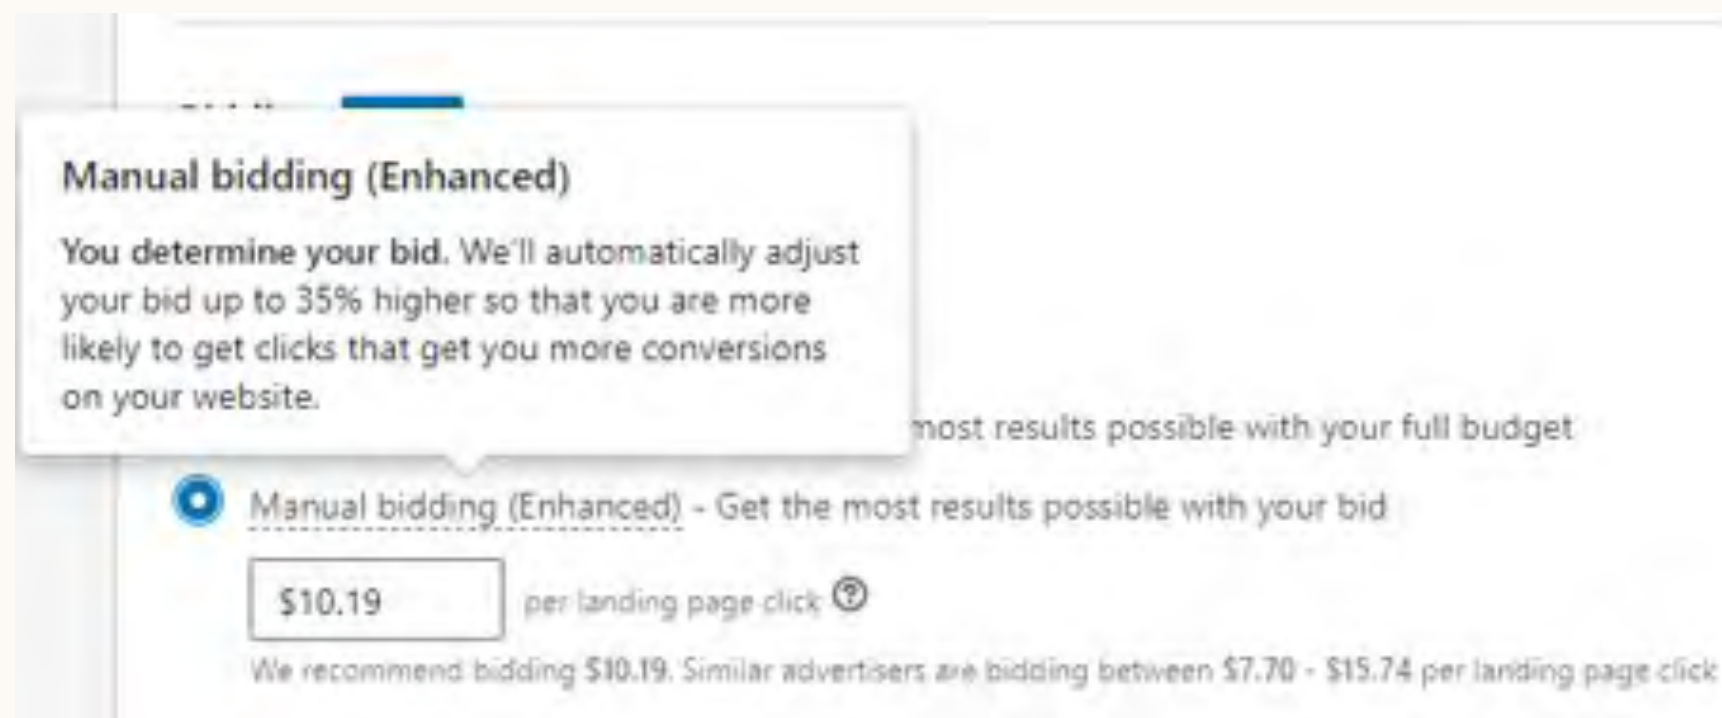 Manual bidding (Enhanced)
You determine your bid. We'll automatically adjust
your bid up to 35% higher so that you are more
likely to get clicks that get you more conversions
on your website.
most results possible with your full budget
Manual bidding (Enhanced) - Get the most results possible with your bid
$10.19 per landing page click
We recommend bidding $10.19. Similar advertisers are bidding between $7.70 - $15.74 per landing page click